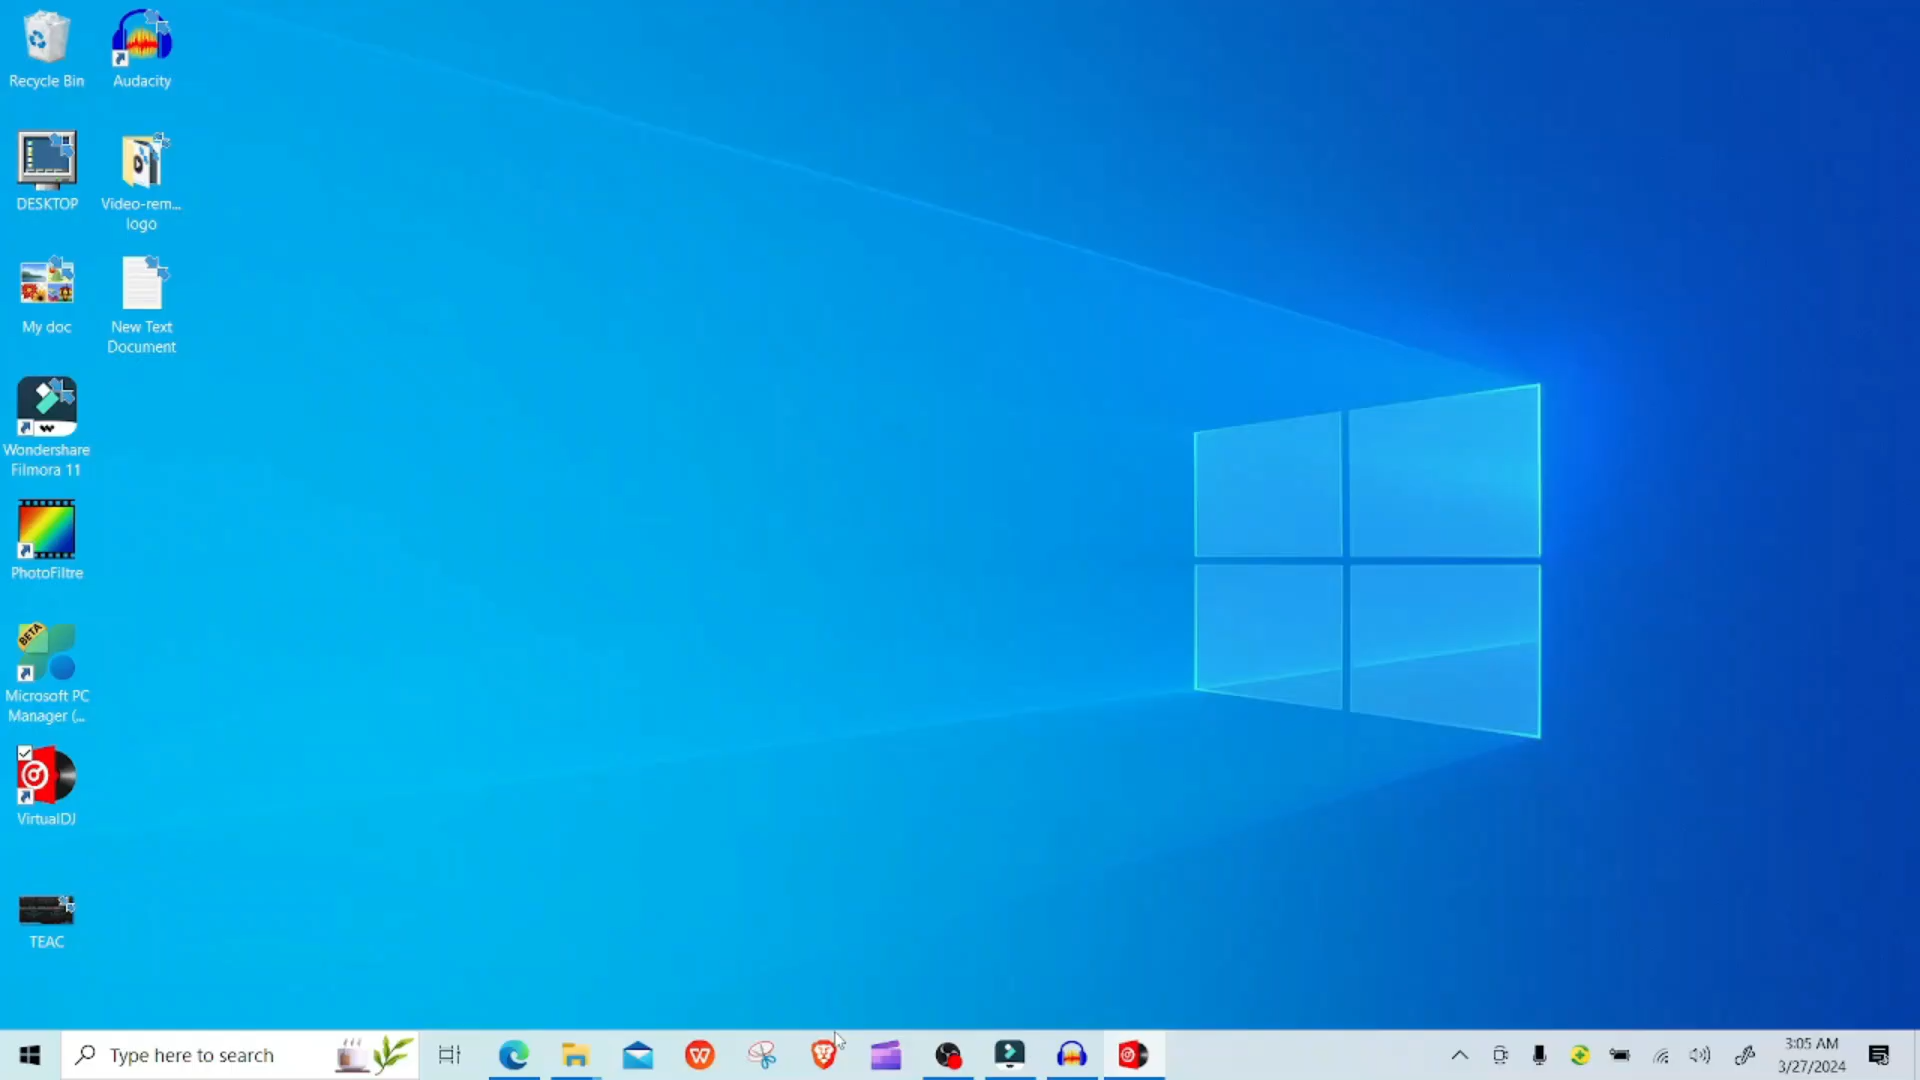 Recycle Bin
Audacity
DESKTOP
Video-rem...
logo
My doc
New Text
Document
Wondershare
Filmora 11
PhotoFiltre
BETA
Microsoft PC
Manager (...
VirtualDJ
TEAC
Type here to search
3:05 AM
3/27/2024